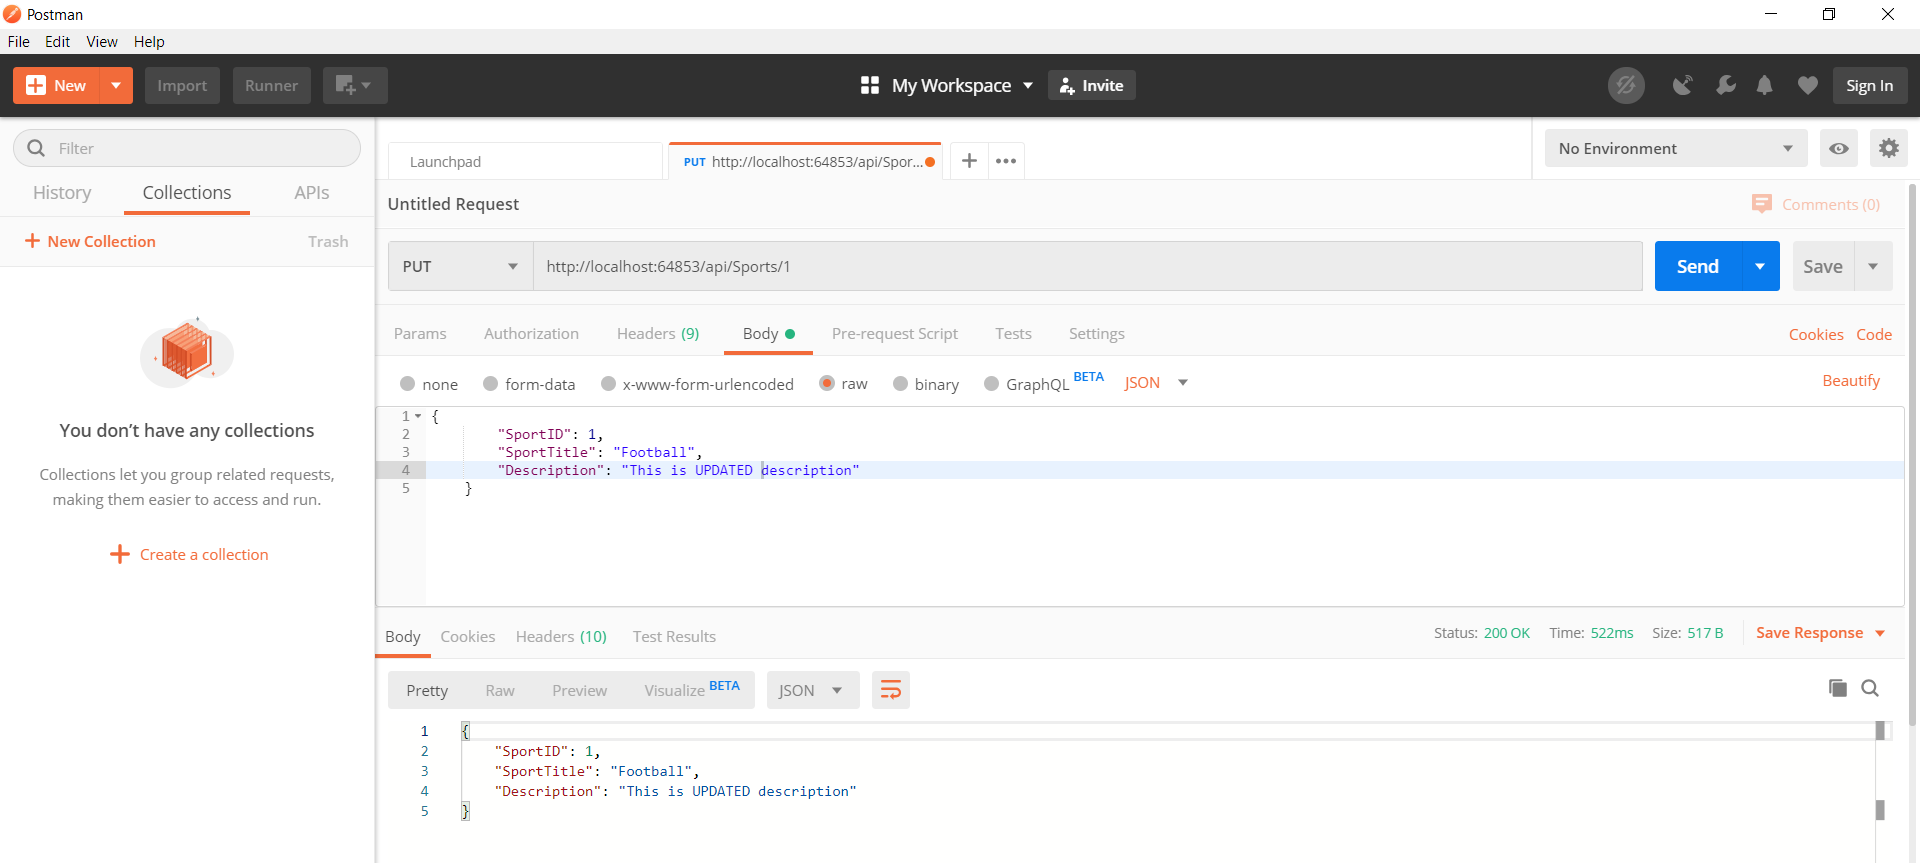 Postman
File Edit View Help
New Import Runner My Workspace Invite Sign In
Filter
History Collections APIs
New Collection Trash
You don’t have any collections
Collections let you group related requests,
making them easier to access and run.
Create a collection
Launchpad PUT http://localhost:64853/api/Spor... No Environment
Untitled Request Comments (0)
PUT http://localhost:64853/api/Sports/1 Send Save
Params Authorization Headers (9) Body Pre-request Script Tests Settings Cookies Code
none form-data x-www-form-urlencoded raw binary GraphQL BETA JSON Beautify
1 {
2 "SportID": 1,
3 "SportTitle": "Football",
4 "Description": "This is UPDATED description"
5 }
Body Cookies Headers (10) Test Results Status: 200 OK Time: 522ms Size: 517 B Save Response
Pretty Raw Preview Visualize BETA JSON
1 {
2 "SportID": 1,
3 "SportTitle": "Football",
4 "Description": "This is UPDATED description"
5 }